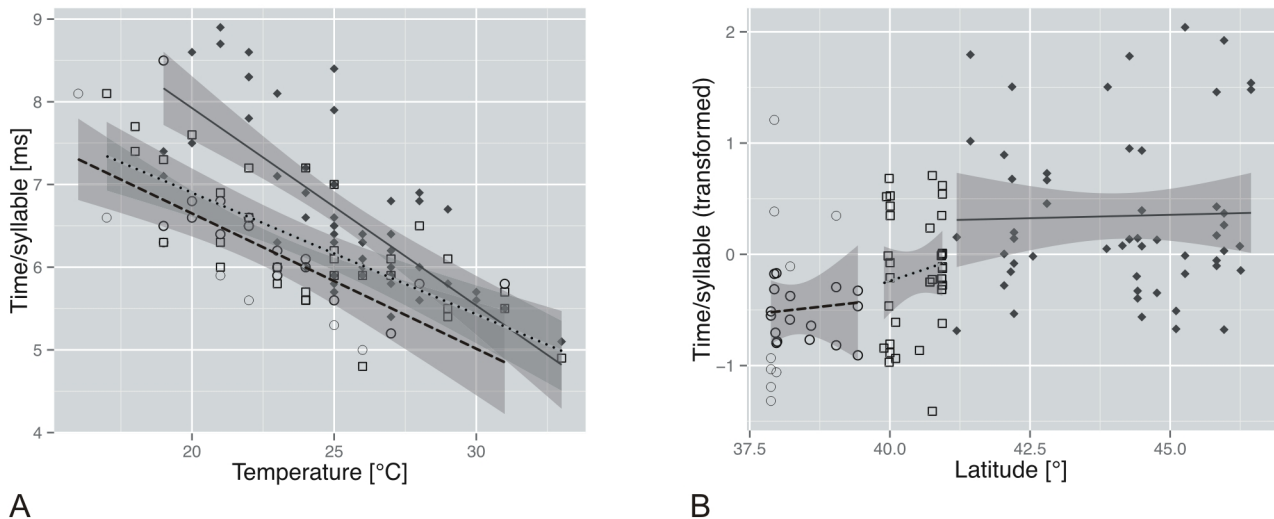 9
8
7
6
5
4
Time/syllable [ms]
20 25 30
Temperature [°C]
A
2
1
0
−1
Time/syllable (transformed)
37.5 40.0 42.5 45.0
Latitude [°]
B